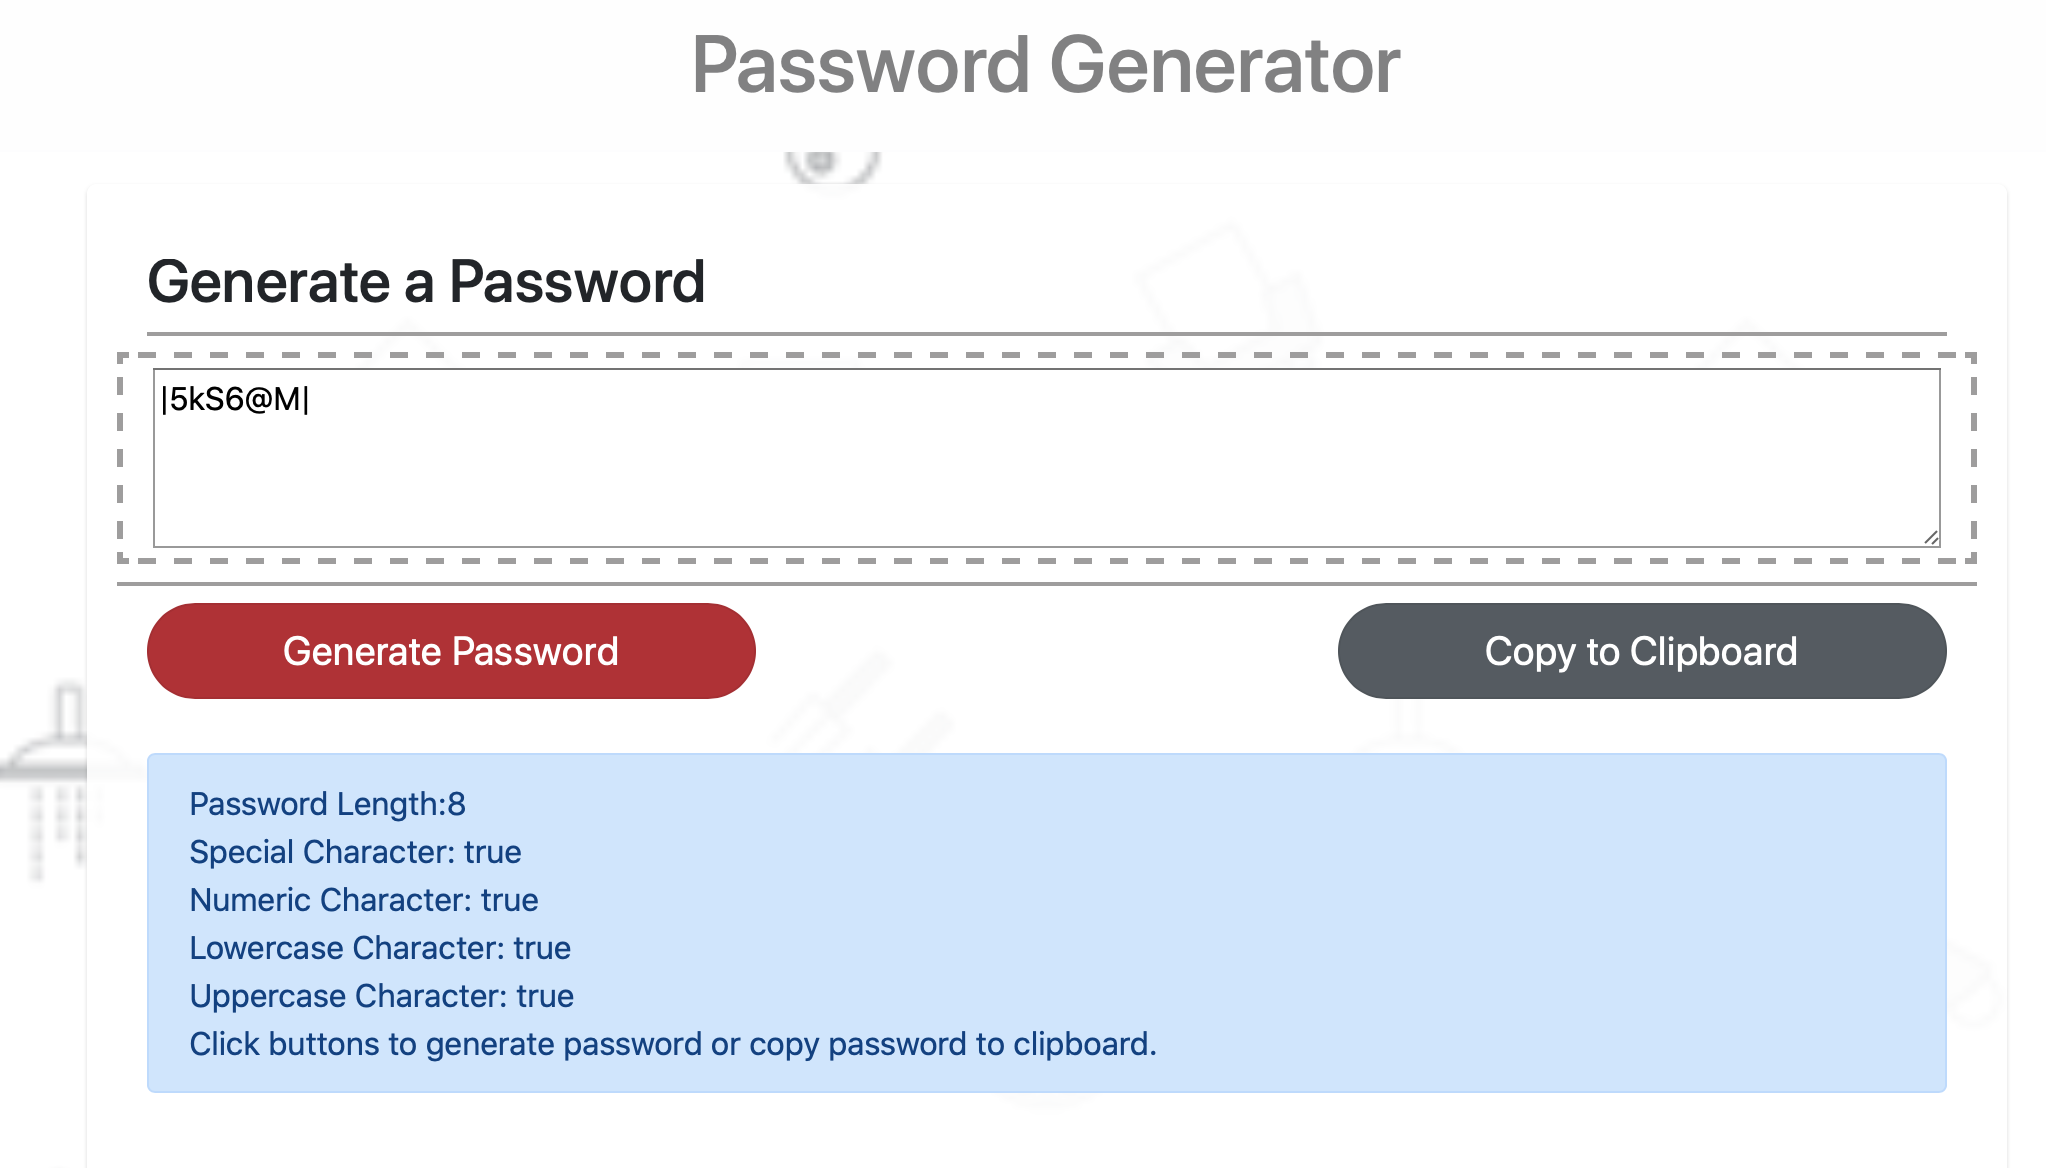 Password Generator
Generate a Password
|5kS6@M|
Generate Password
Copy to Clipboard
Password Length:8
Special Character: true
Numeric Character: true
Lowercase Character: true
Uppercase Character: true
Click buttons to generate password or copy password to clipboard.